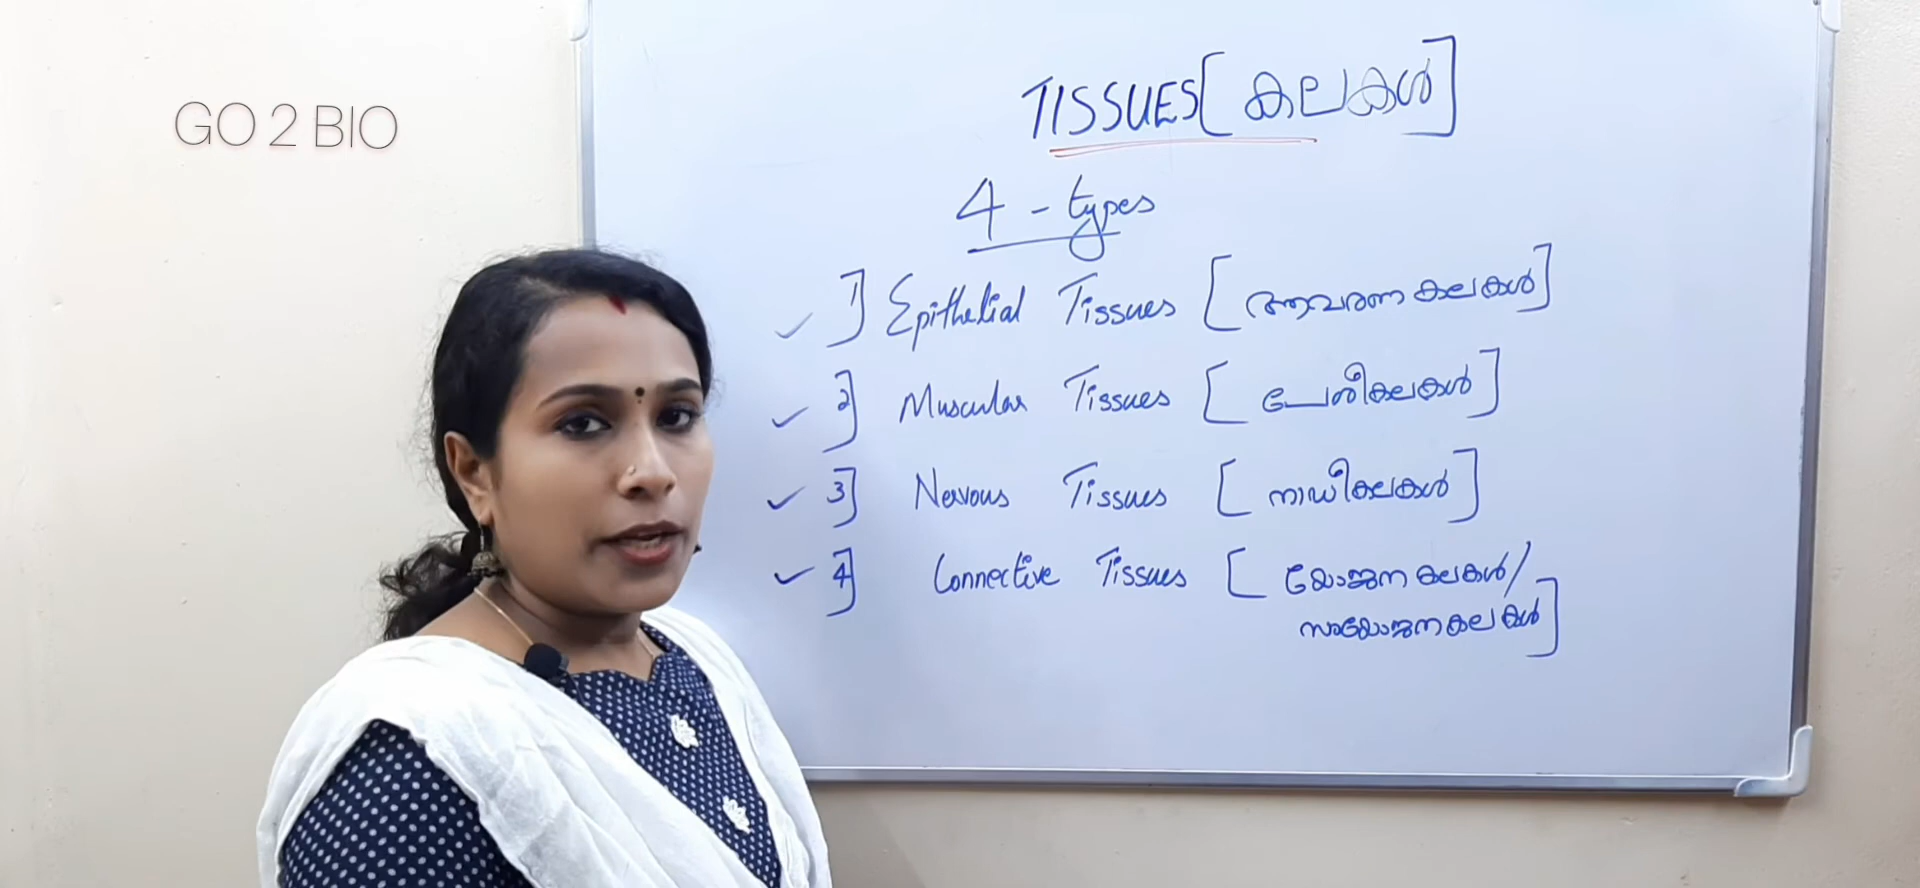 GO 2 BIO
TISSUES [കലകൾ]
4 - types
1] Epithelial Tissues [ആവരണ കലകൾ]
2] Muscular Tissues [പേശീകലകൾ]
3] Nervous Tissues [നാഡീകലകൾ]
4] Connective Tissues [യോജന കലകൾ/
സംയോജനകലകൾ]